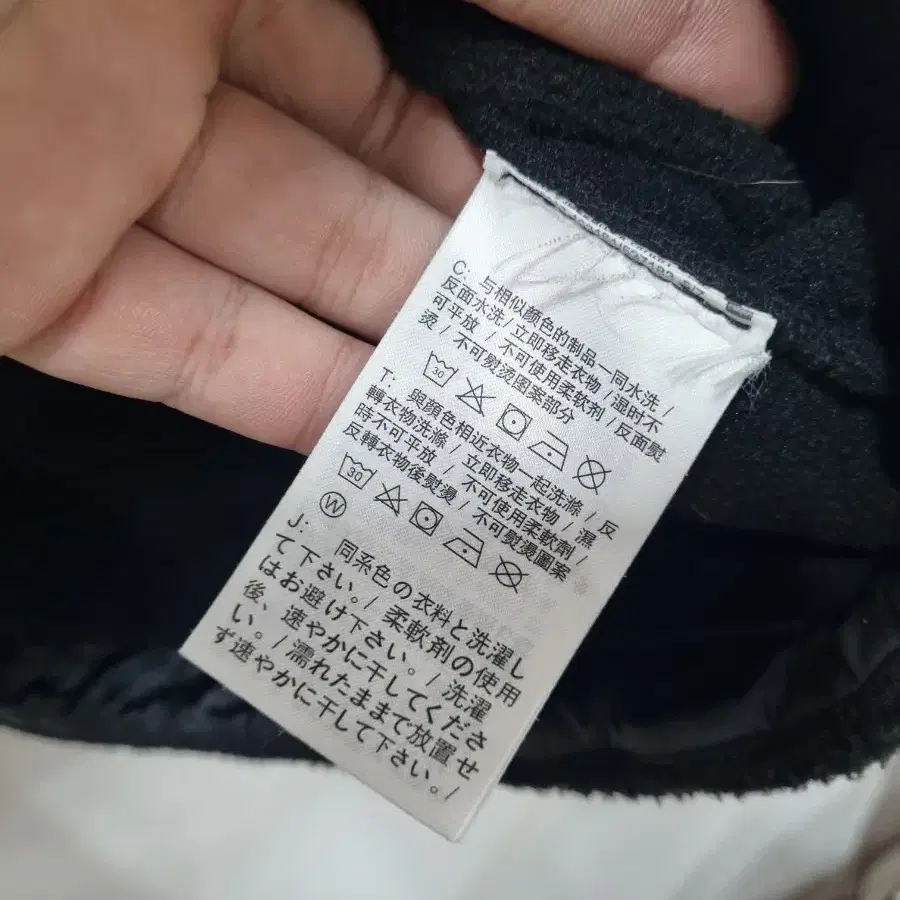 C: 与相似颜色的制品一同水洗 /
反面水洗 / 立即移走衣物 / 湿时不
可平放 / 不可使用柔软剂 / 反面熨
烫 / 不可熨烫图案部分
30
T: 與顏色相近衣物一起洗滌 / 反
轉衣物洗滌 / 立即移走衣物 / 濕
時不可平放 / 不可使用柔軟劑 /
反轉衣物後熨燙 / 不可熨燙圖案
30
W
J: 同系色の衣料と洗濯し
て下さい。/ 柔軟剤の使用
はお避け下さい。/ 洗濯
後、速やかに干してくださ
い。/ 濡れたままで放置せ
ず速やかに干して下さい。/